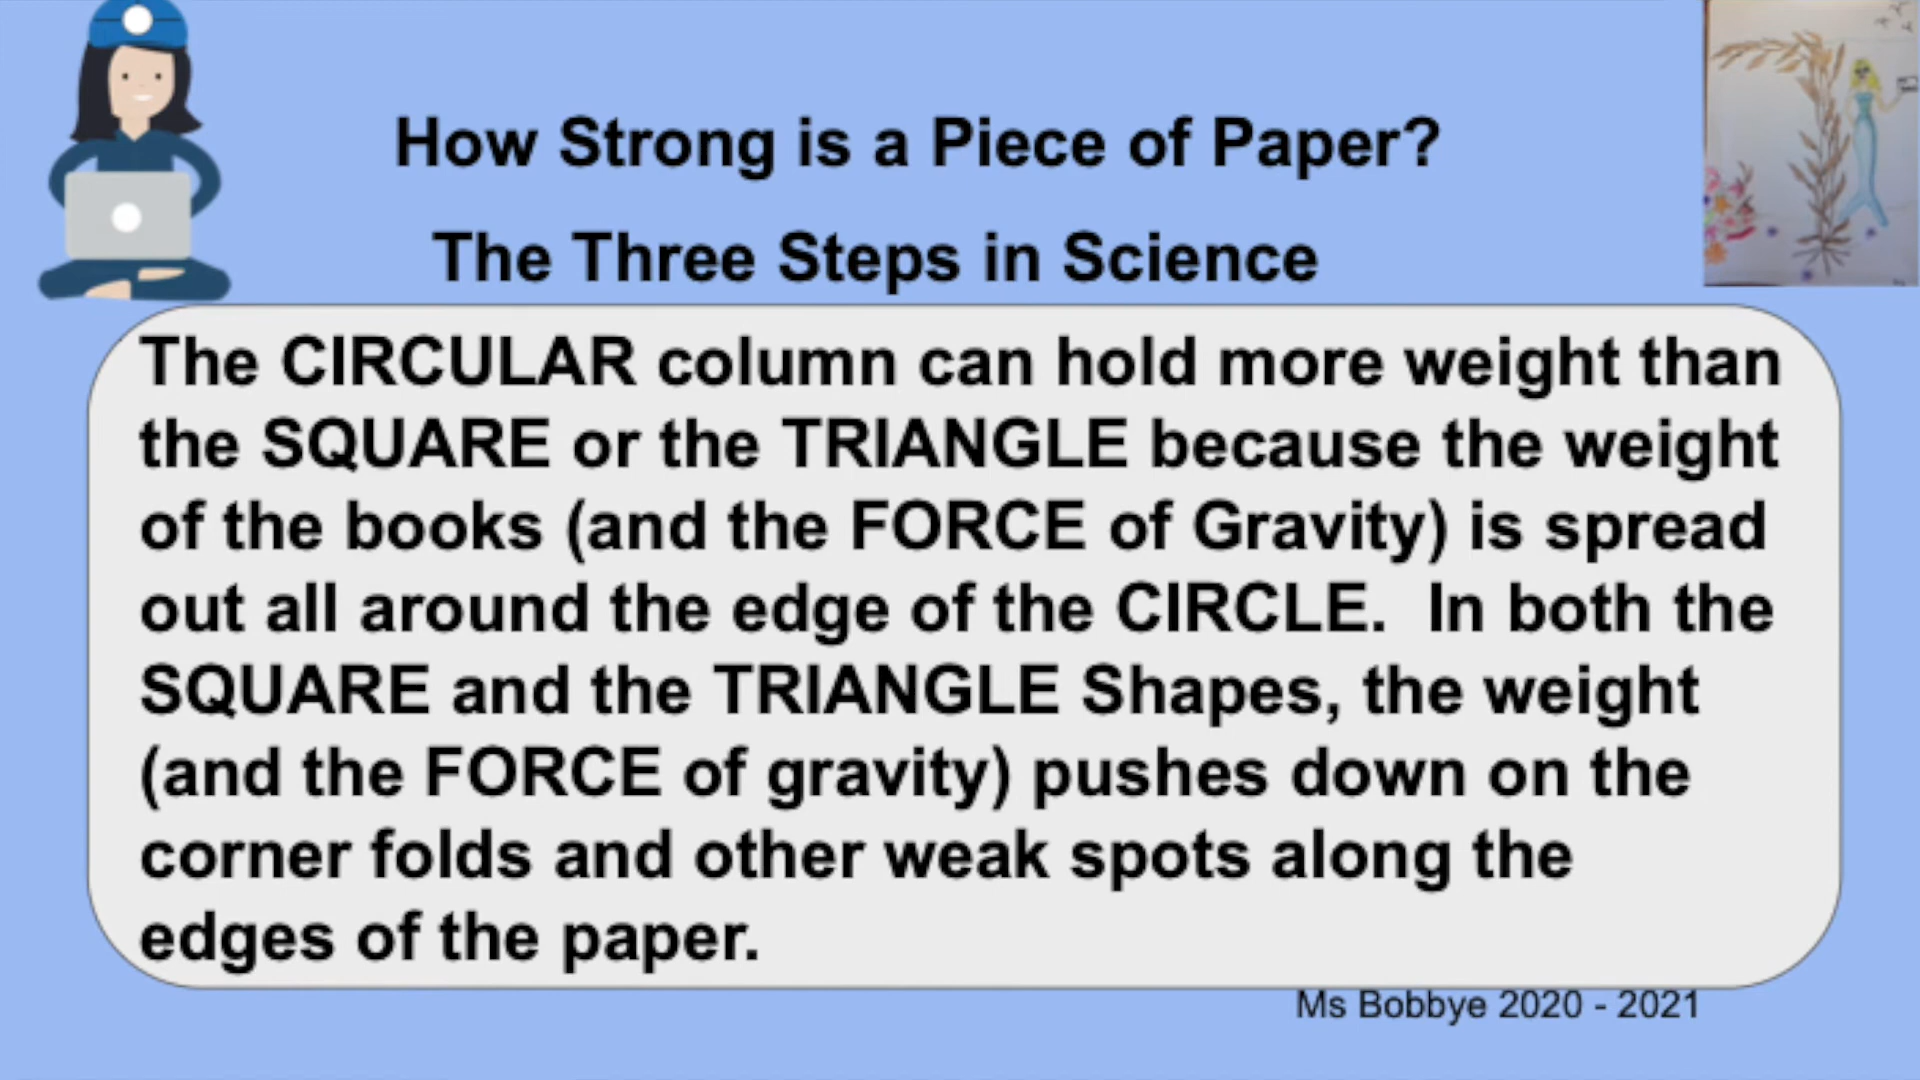 How Strong is a Piece of Paper?
The Three Steps in Science
The CIRCULAR column can hold more weight than
the SQUARE or the TRIANGLE because the weight
of the books (and the FORCE of Gravity) is spread
out all around the edge of the CIRCLE.  In both the
SQUARE and the TRIANGLE Shapes, the weight
(and the FORCE of gravity) pushes down on the
corner folds and other weak spots along the
edges of the paper.
Ms Bobbye 2020 - 2021